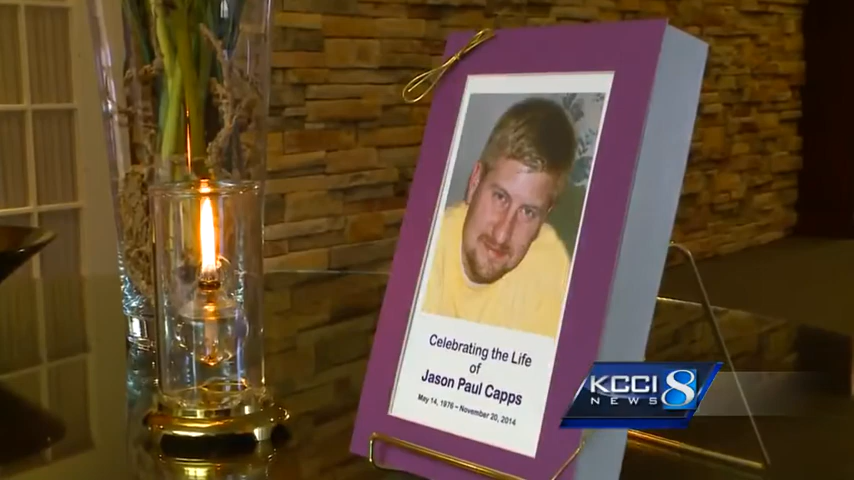 Celebrating the Life
of
Jason Paul Capps
May 14, 1976 ~ November 20, 2014
KCCI 8
NEWS